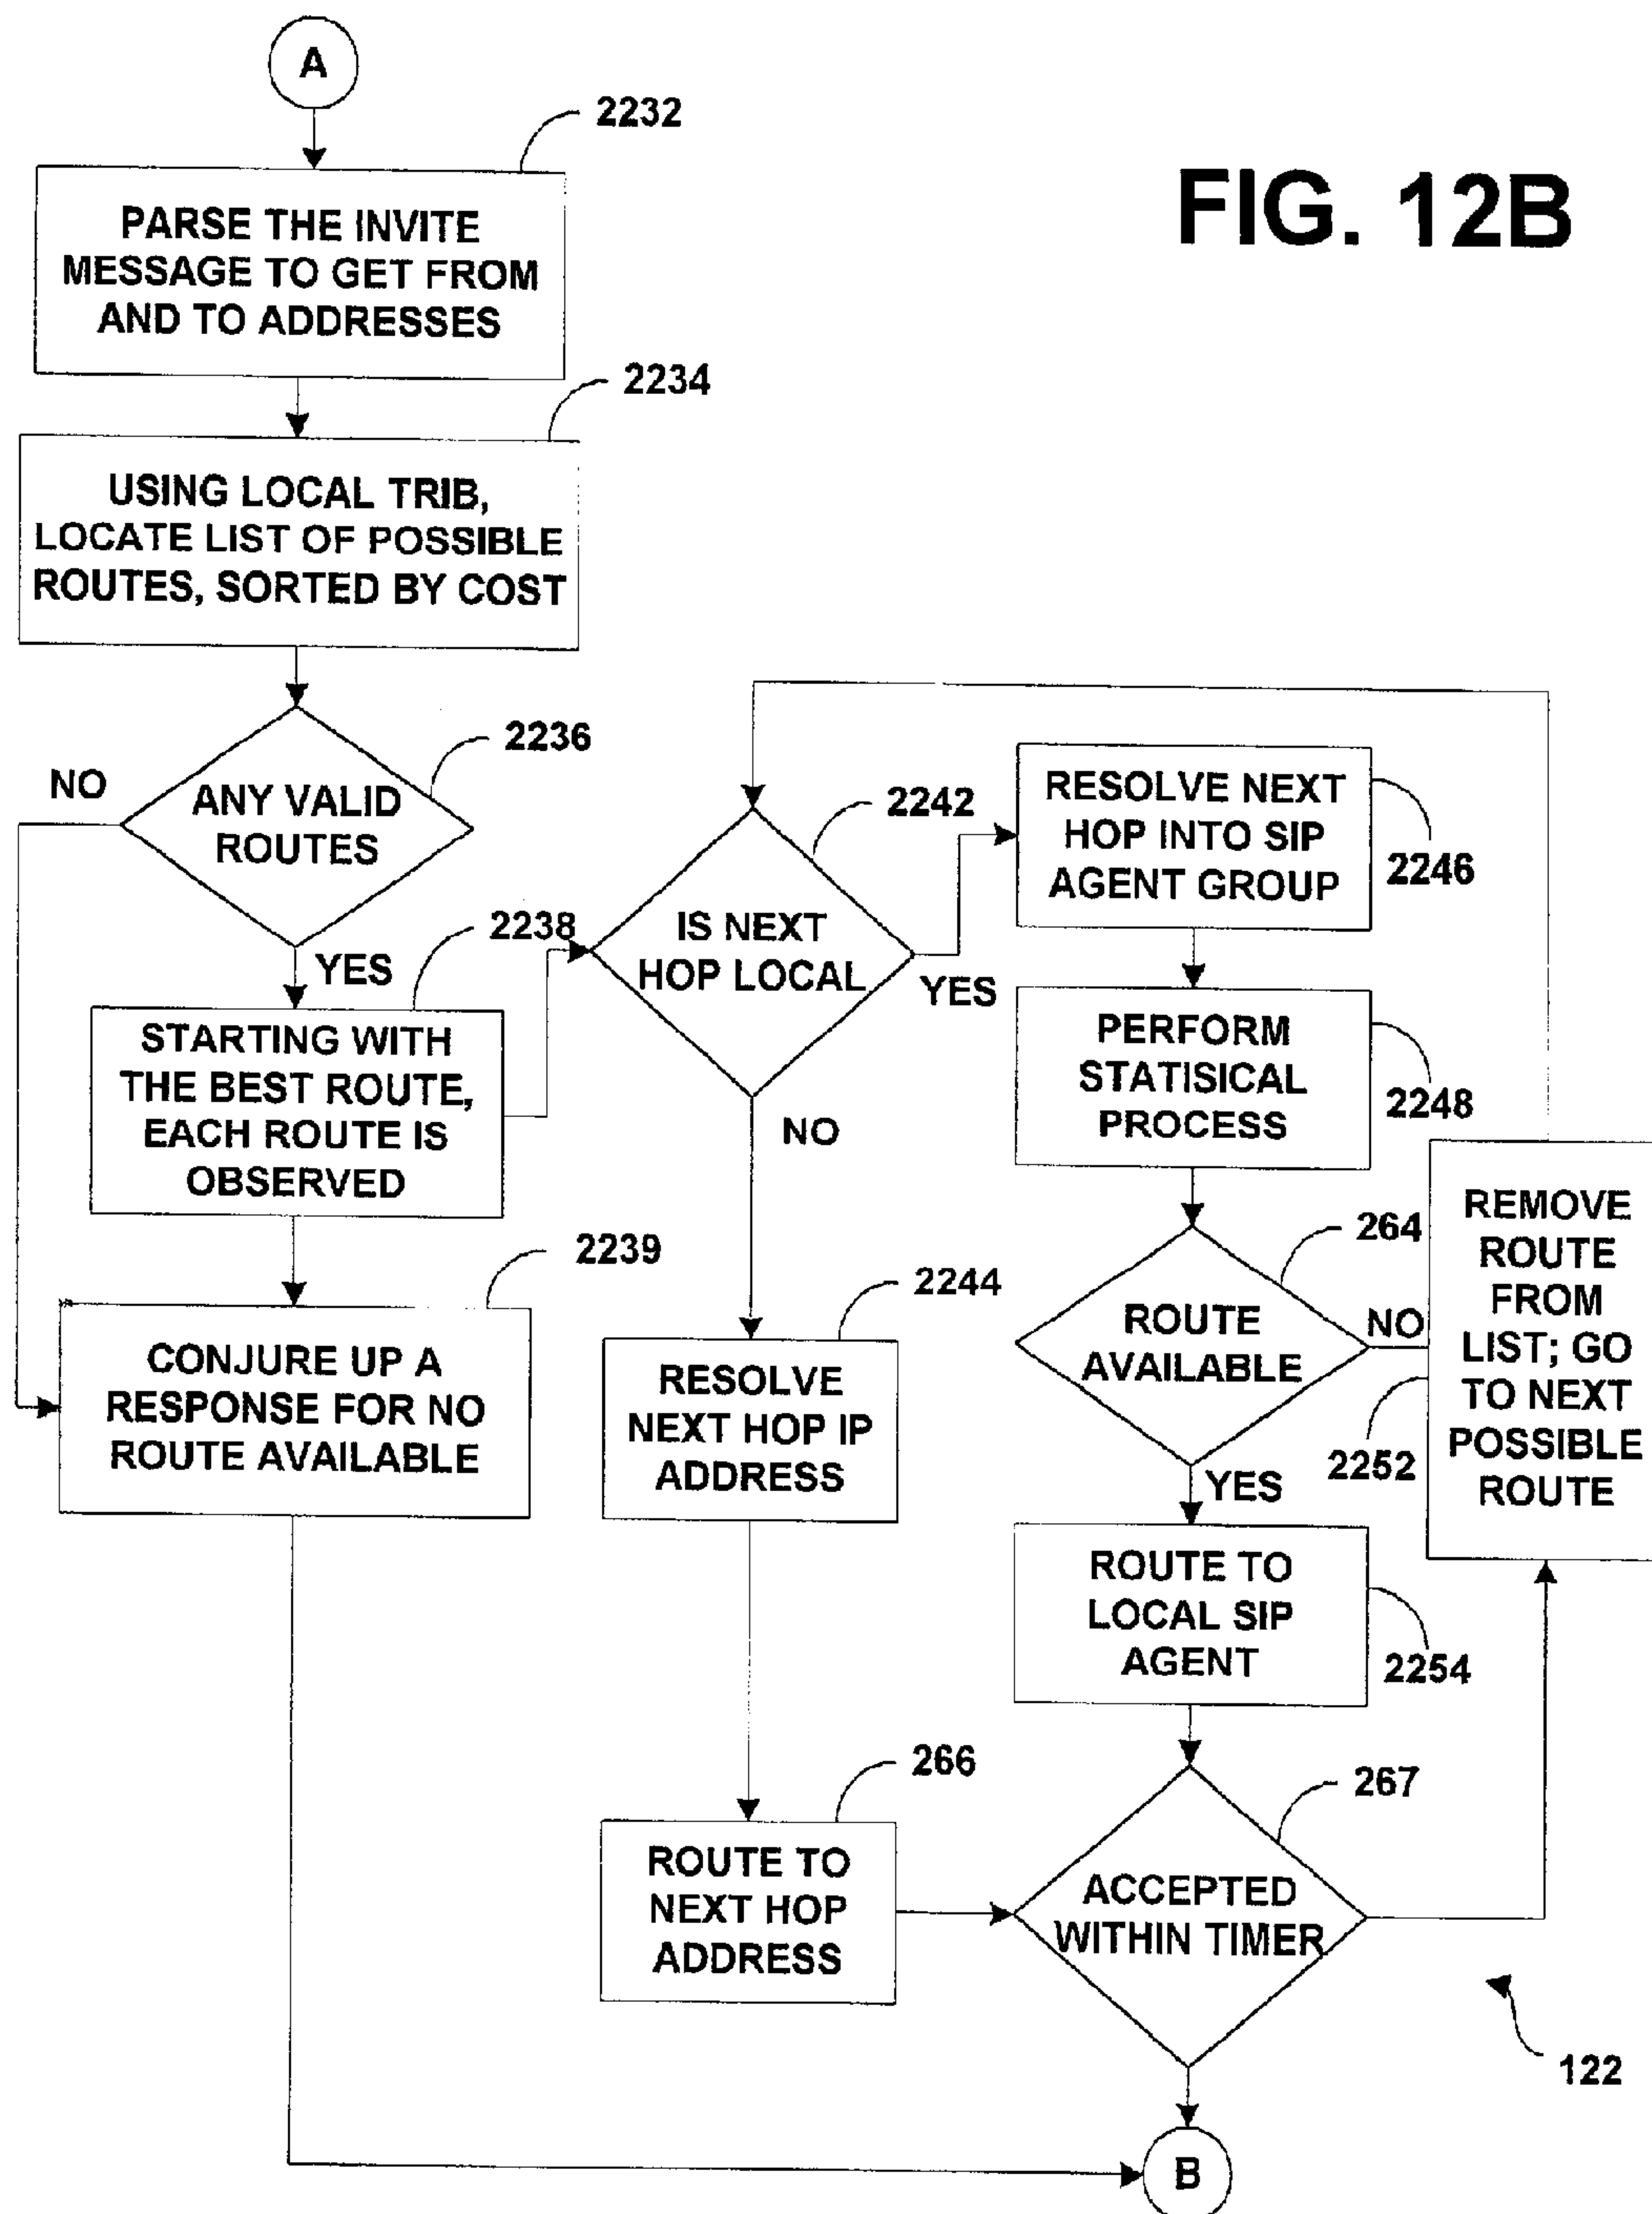 A
2232
FIG. 12B
PARSE THE INVITE
MESSAGE TO GET FROM
AND TO ADDRESSES
2234
USING LOCAL TRIB,
LOCATE LIST OF POSSIBLE
ROUTES, SORTED BY COST
2236
NO
ANY VALID
ROUTES
YES
2238
STARTING WITH
THE BEST ROUTE,
EACH ROUTE IS
OBSERVED
2239
CONJURE UP A
RESPONSE FOR NO
ROUTE AVAILABLE
2242
IS NEXT
HOP LOCAL
YES
NO
2244
RESOLVE
NEXT HOP IP
ADDRESS
266
ROUTE TO
NEXT HOP
ADDRESS
RESOLVE NEXT
HOP INTO SIP
AGENT GROUP
2246
PERFORM
STATISICAL
PROCESS
2248
264
ROUTE
AVAILABLE
NO
YES
2252
REMOVE
ROUTE
FROM
LIST; GO
TO NEXT
POSSIBLE
ROUTE
ROUTE TO
LOCAL SIP
AGENT
2254
267
ACCEPTED
WITHIN TIMER
122
B